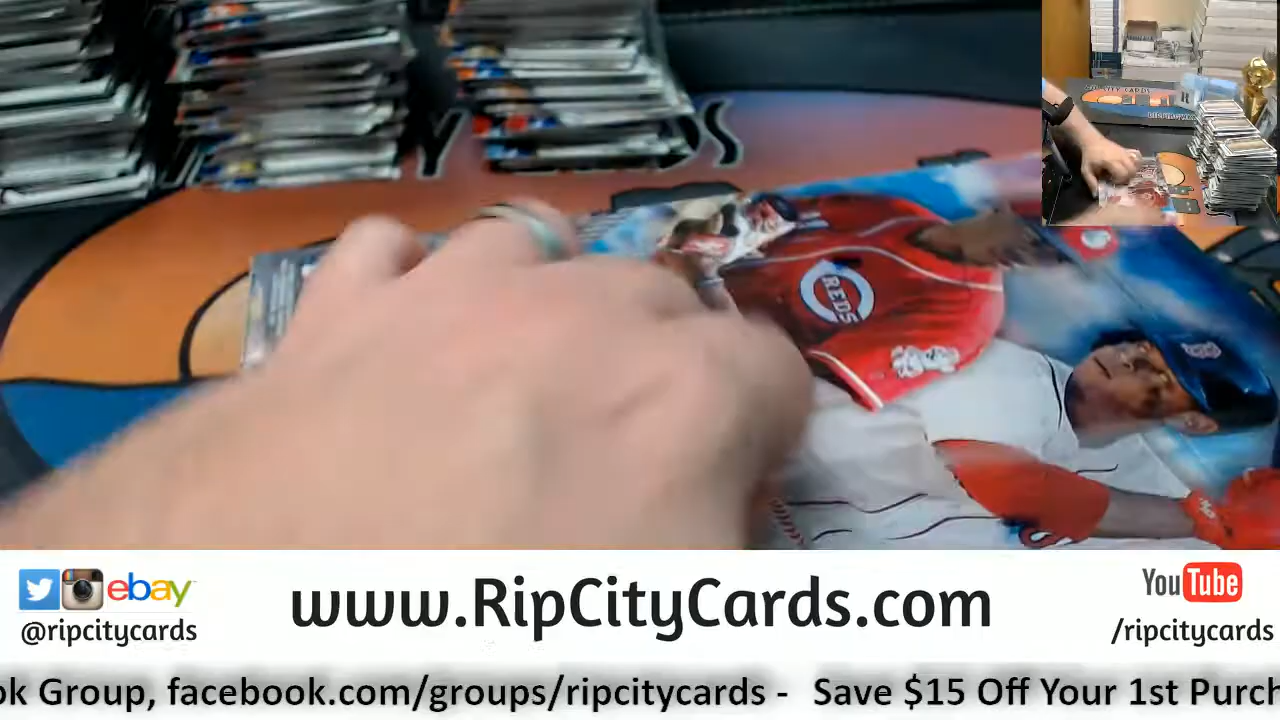 REDS
ebay
@ripcitycards
www.RipCityCards.com
YouTube
/ripcitycards
ok Group, facebook.com/groups/ripcitycards - Save $15 Off Your 1st Purch